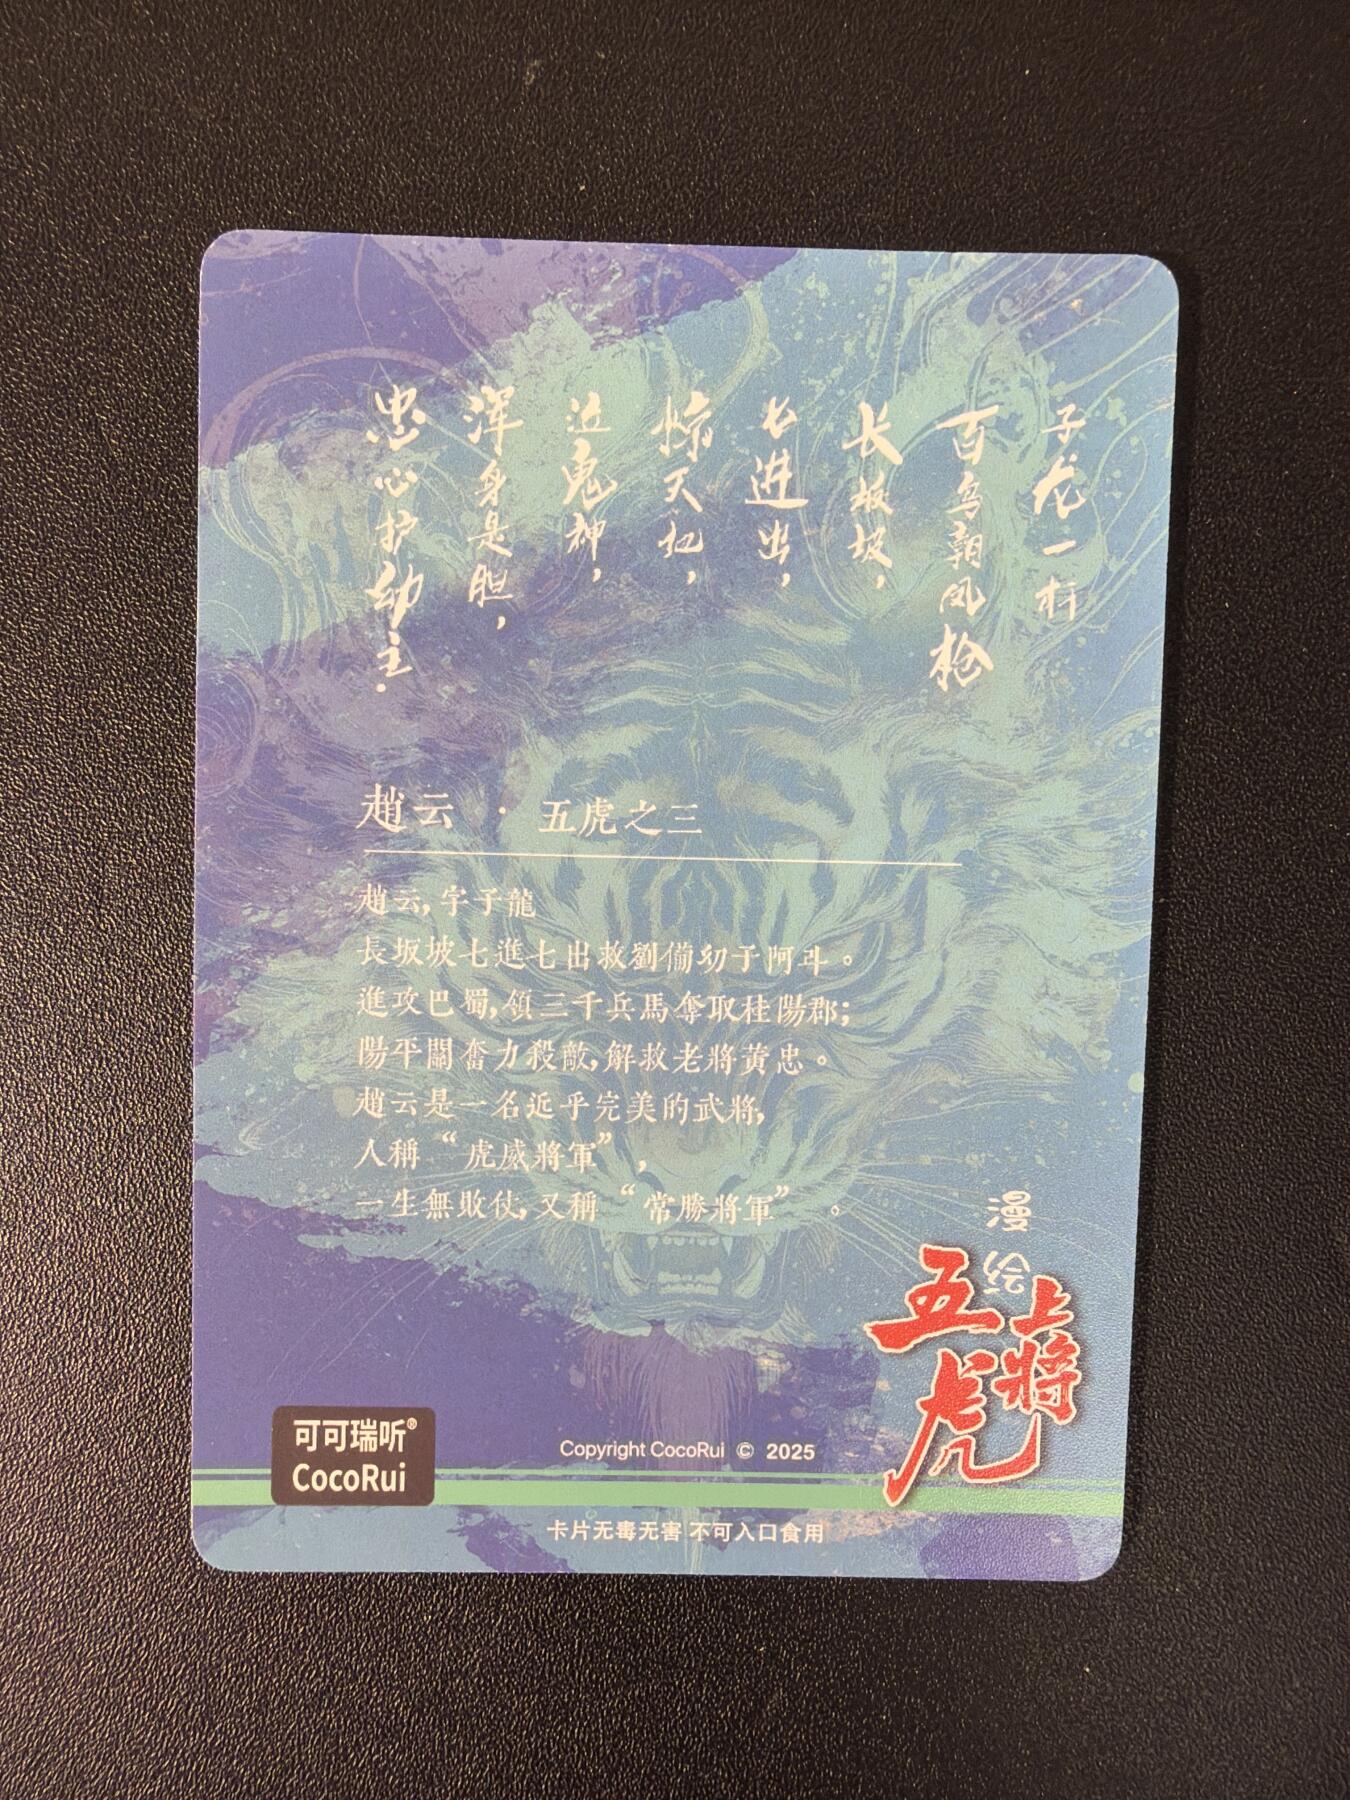 子龙一杆
百鸟朝凤枪
长坂坡，
七进出，
惊天地，
泣鬼神，
浑身是胆，
忠心护幼主.
趙云 · 五虎之三
趙云,字子龍
長坂坡七進七出救劉備幼子阿斗。
進攻巴蜀,領三千兵馬奪取桂陽郡;
陽平關奮力殺敵,解救老將黄忠。
趙云是一名近乎完美的武將,
人稱“虎威將軍”,
一生無敗仗,又稱“常勝將軍”。
漫绘
五虎
上將
可可瑞听®
CocoRui
Copyright CocoRui © 2025
卡片无毒无害 不可入口食用